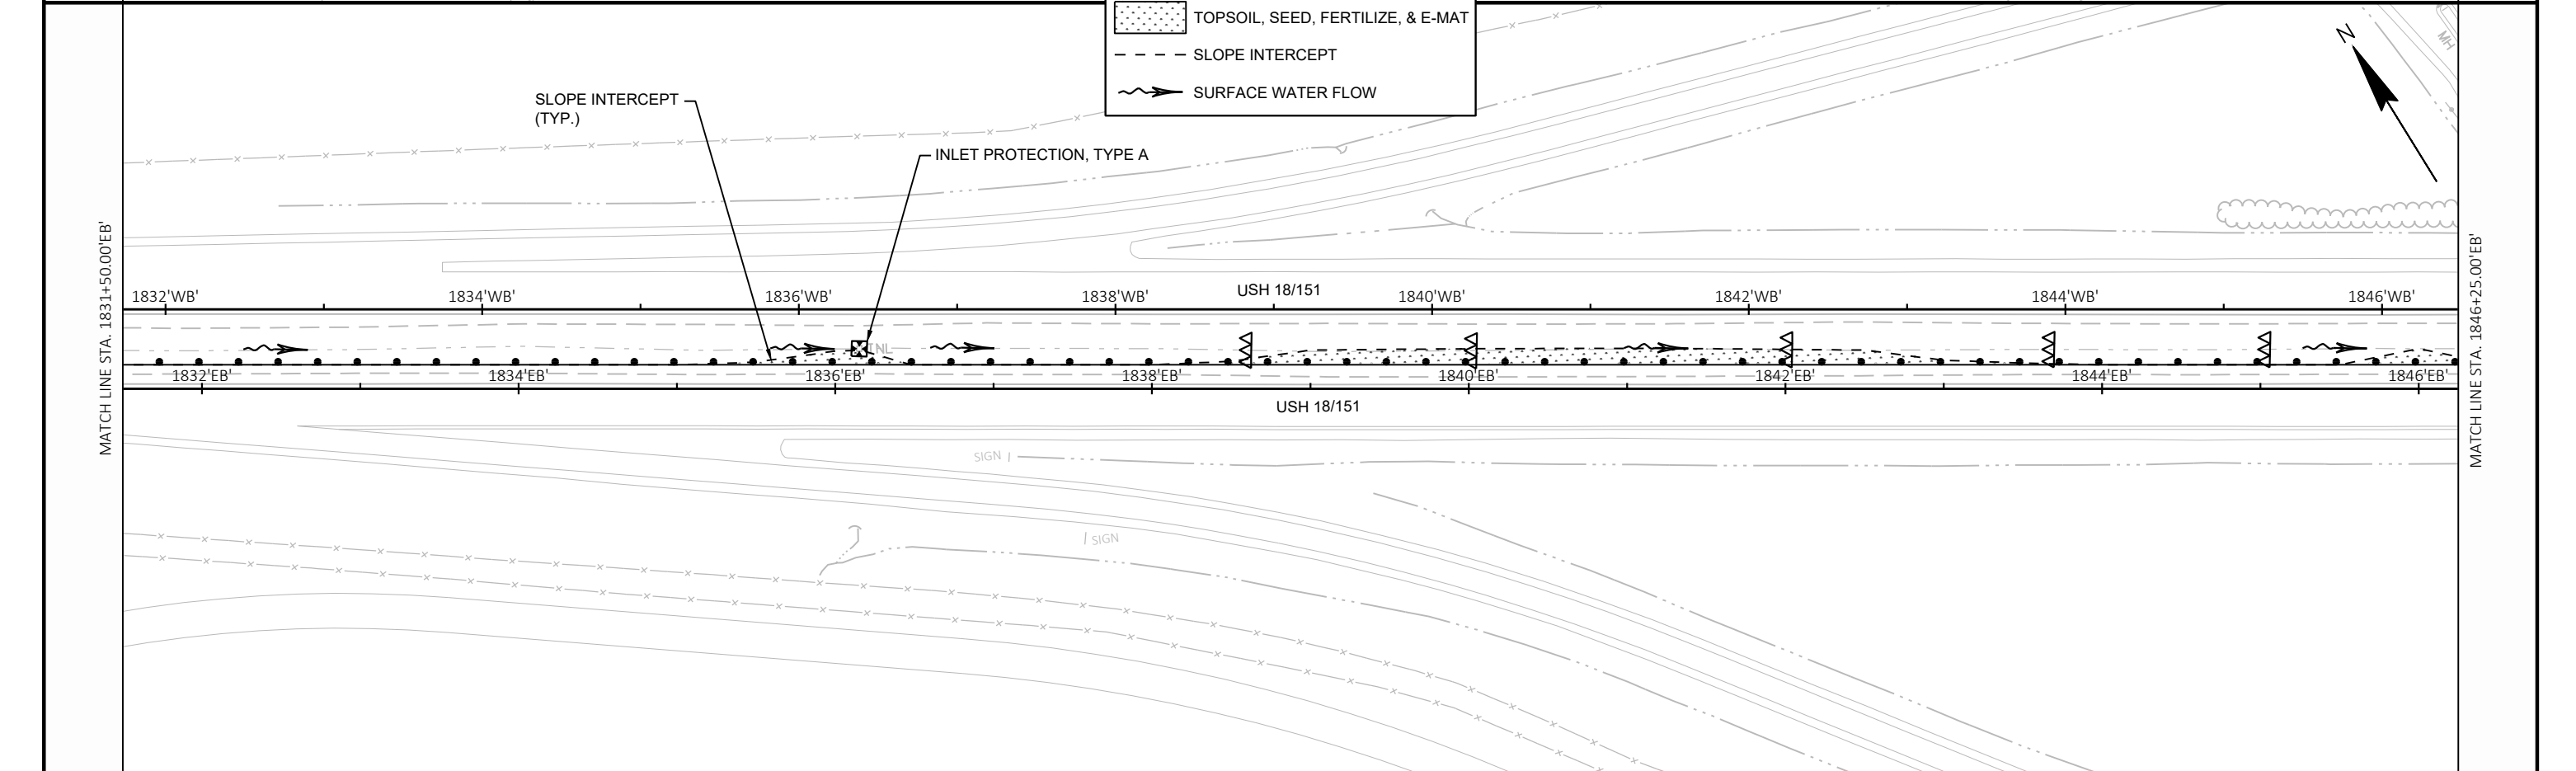 TOPSOIL, SEED, FERTILIZE, & E-MAT
SLOPE INTERCEPT
SURFACE WATER FLOW
N
MH
SLOPE INTERCEPT
(TYP.)
INLET PROTECTION, TYPE A
MATCH LINE STA. 1831+50.00'EB'
MATCH LINE STA. 1846+25.00'EB'
USH 18/151
1832'WB'
1834'WB'
1836'WB'
1838'WB'
1840'WB'
1842'WB'
1844'WB'
1846'WB'
INL
1832'EB'
1834'EB'
1836'EB'
1838'EB'
1840'EB'
1842'EB'
1844'EB'
1846'EB'
USH 18/151
SIGN
SIGN